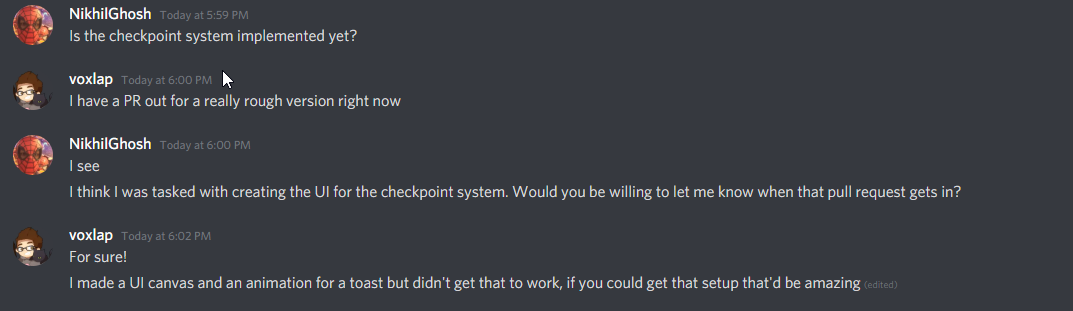 NikhilGhosh Today at 5:59 PM
Is the checkpoint system implemented yet?
voxlap Today at 6:00 PM
I have a PR out for a really rough version right now
NikhilGhosh Today at 6:00 PM
I see
I think I was tasked with creating the UI for the checkpoint system. Would you be willing to let me know when that pull request gets in?
voxlap Today at 6:02 PM
For sure!
I made a UI canvas and an animation for a toast but didn't get that to work, if you could get that setup that'd be amazing (edited)